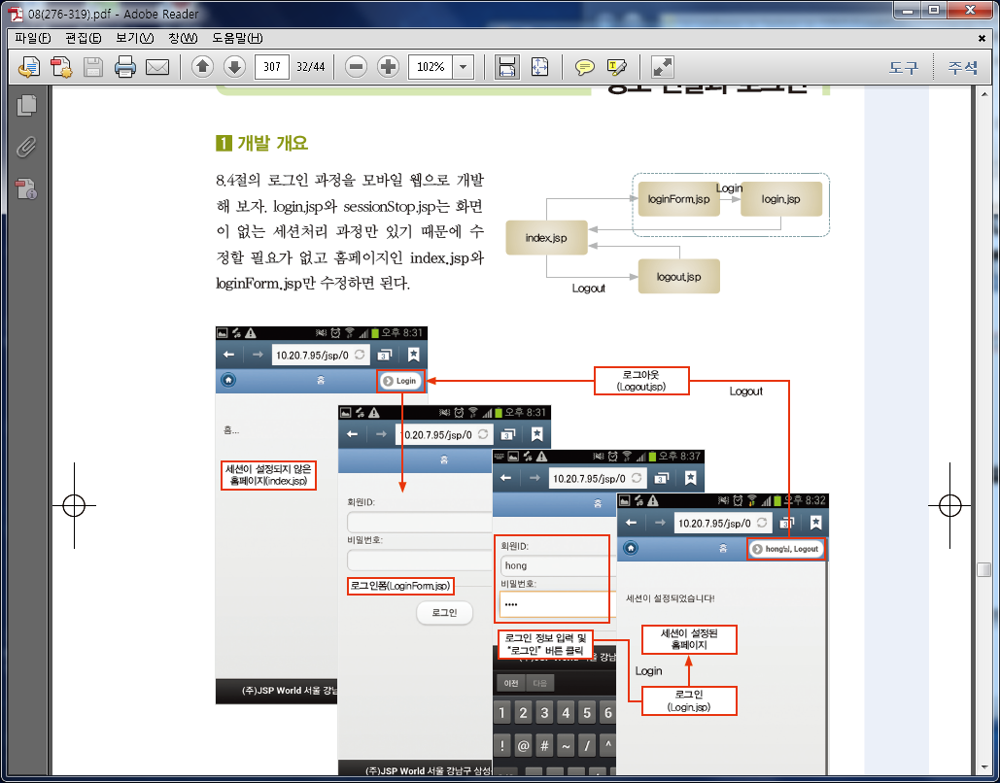 08(276-319).pdf - Adobe Reader
파일(F) 편집(E) 보기(V) 창(W) 도움말(H)
307 32/44 102% 도구 주석
1 개발 개요
8.4절의 로그인 과정을 모바일 웹으로 개발
해 보자. login.jsp와 sessionStop.jsp는 화면
이 없는 세션처리 과정만 있기 때문에 수
정할 필요가 없고 홈페이지인 index.jsp와
loginForm.jsp만 수정하면 된다.
Login
loginForm.jsp
login.jsp
index.jsp
logout.jsp
Logout
오후 8:31
10.20.7.95/jsp/0
3
홈
Login
홈...
세션이 설정되지 않은
홈페이지(index.jsp)
(주)JSP World 서울 강남
로그아웃
(Logout.jsp)
Logout
오후 8:31
10.20.7.95/jsp/0
3
홈
회원ID:
비밀번호:
로그인폼(LoginForm.jsp)
로그인
(주)JSP World 서울 강남구 삼성
오후 8:37
10.20.7.95/jsp/0
3
홈
회원ID:
hong
비밀번호:
••••
로그인 정보 입력 및
“로그인” 버튼 클릭
JSP World 서울 강남
이전 다음
1 2 3 4 5 6
! @ # ~ / ^
오후 8:32
10.20.7.95/jsp/0
3
홈
hong님, Logout
세션이 설정되었습니다!
세션이 설정된
홈페이지
Login
로그인
(Login.jsp)